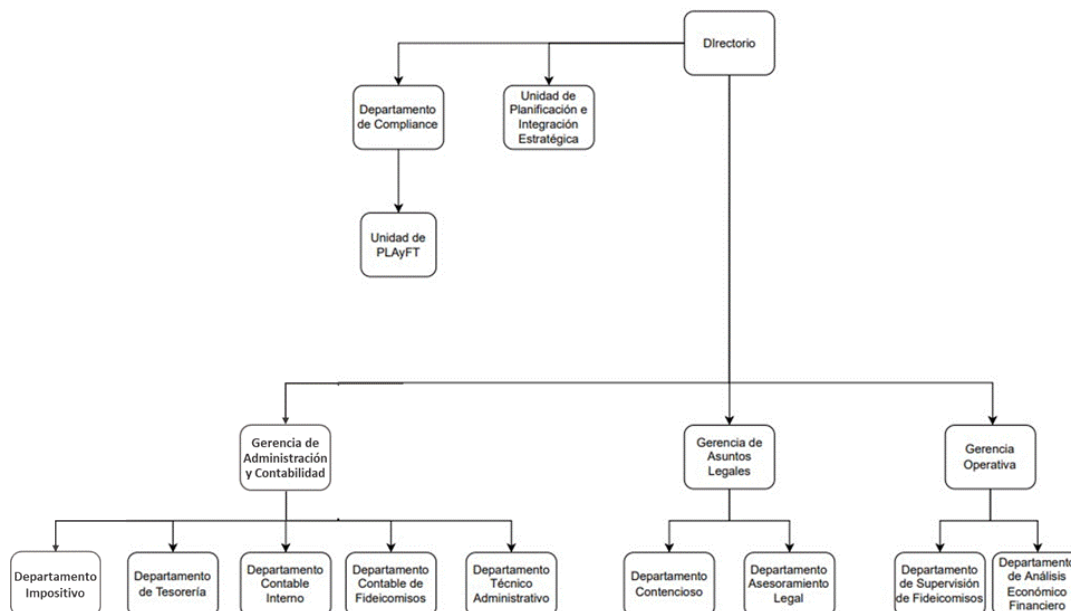 DIrectorio
Departamento
de Compliance
Unidad de
Planificación e
Integración
Estratégica
Unidad de
PLAyFT
Gerencia de
Administración
y Contabilidad
Gerencia de
Asuntos
Legales
Gerencia
Operativa
Departamento
Impositivo
Departamento
de Tesorería
Departamento
Contable
Interno
Departamento
Contable de
Fideicomisos
Departamento
Técnico
Administrativo
Departamento
Contencioso
Departamento
Asesoramiento
Legal
Departamento
de Supervisión
de Fideicomisos
Departamento
de Análisis
Económico
Financiero